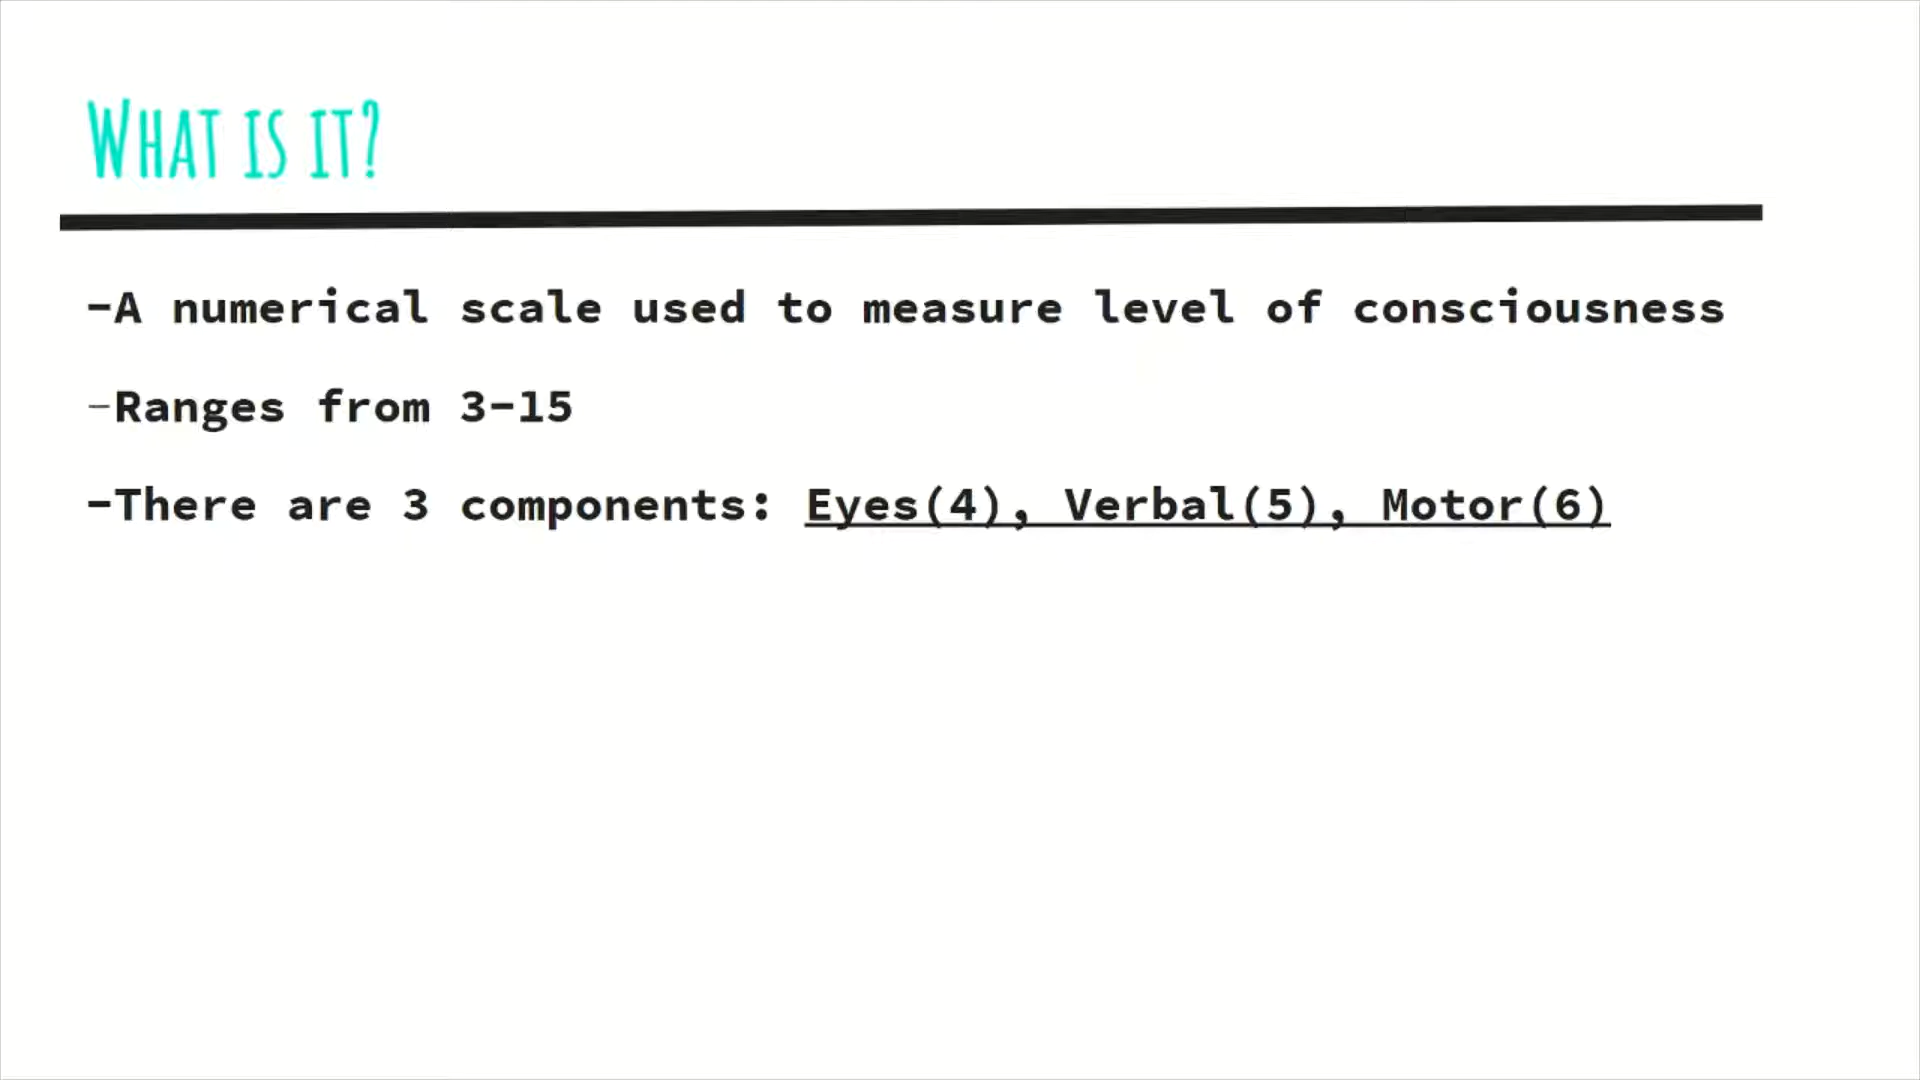 What is it?
-A numerical scale used to measure level of consciousness
-Ranges from 3-15
-There are 3 components: Eyes(4), Verbal(5), Motor(6)